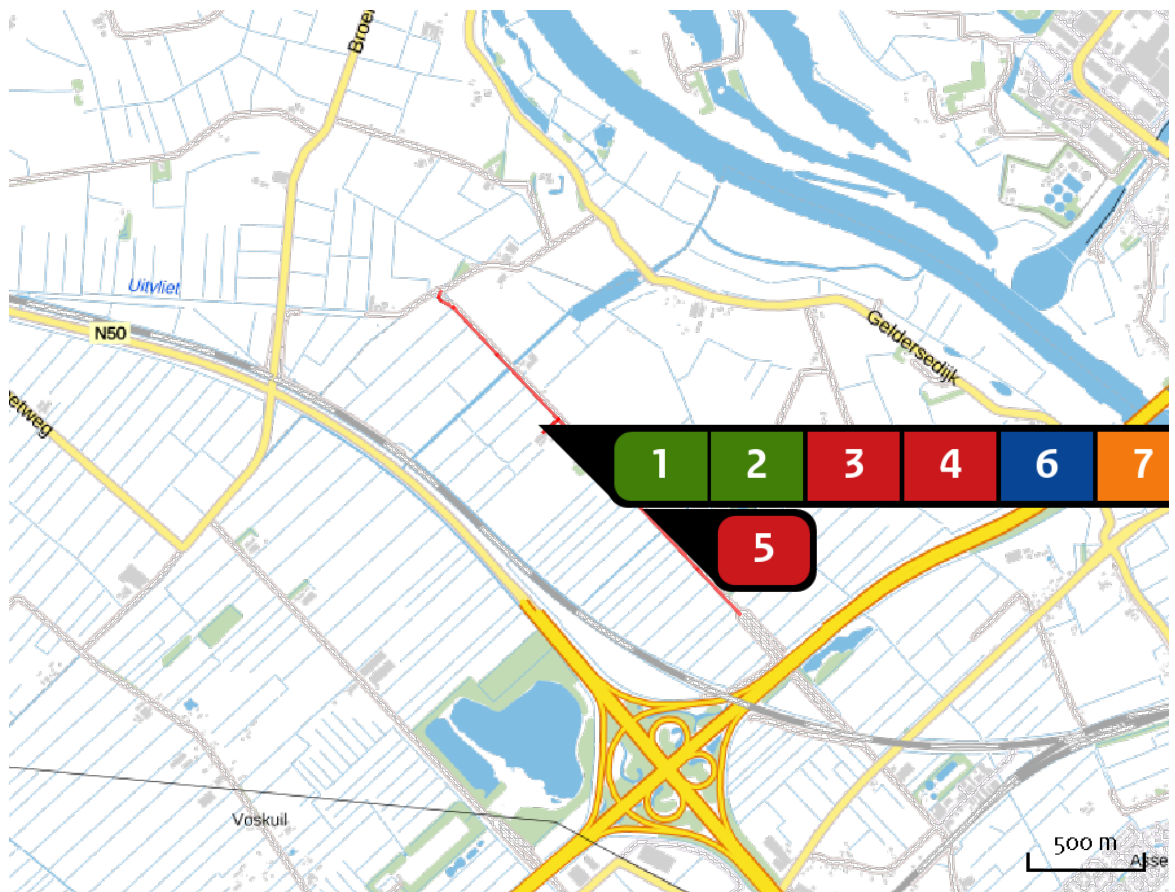 Broe
Uitvliet
N50
Geldersedijk
etweg
1 2 3 4 6 7
5
Voskuil
500 m
Asse